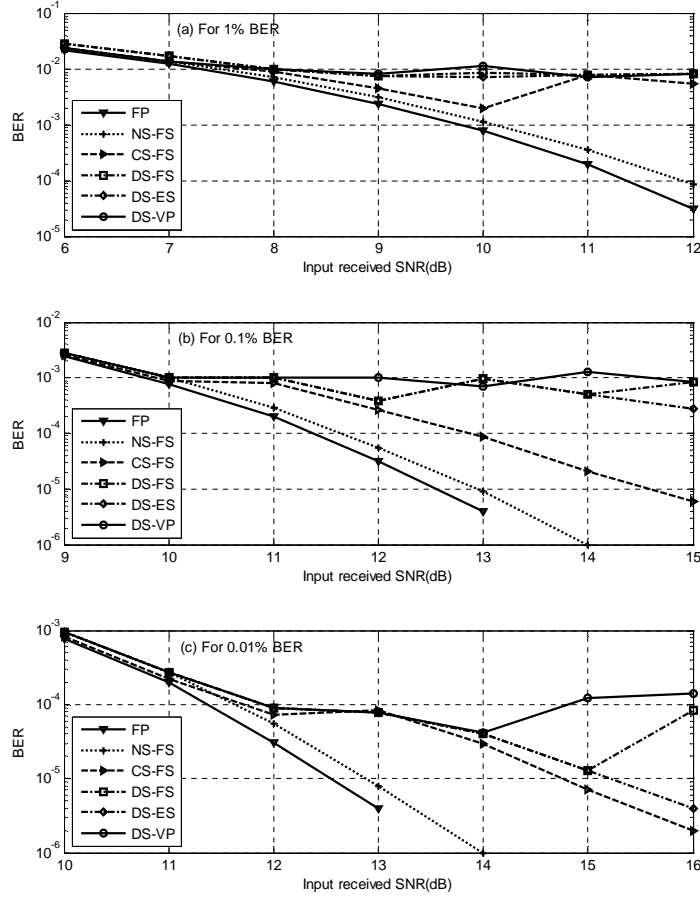 (a) For 1% BER
10^-1
10^-2
10^-3
10^-4
10^-5
BER
FP
NS-FS
CS-FS
DS-FS
DS-ES
DS-VP
6 7 8 9 10 11 12
Input received SNR(dB)
(b) For 0.1% BER
10^-2
10^-3
10^-4
10^-5
10^-6
BER
FP
NS-FS
CS-FS
DS-FS
DS-ES
DS-VP
9 10 11 12 13 14 15
Input received SNR(dB)
(c) For 0.01% BER
10^-3
10^-4
10^-5
10^-6
BER
FP
NS-FS
CS-FS
DS-FS
DS-ES
DS-VP
10 11 12 13 14 15 16
Input received SNR(dB)